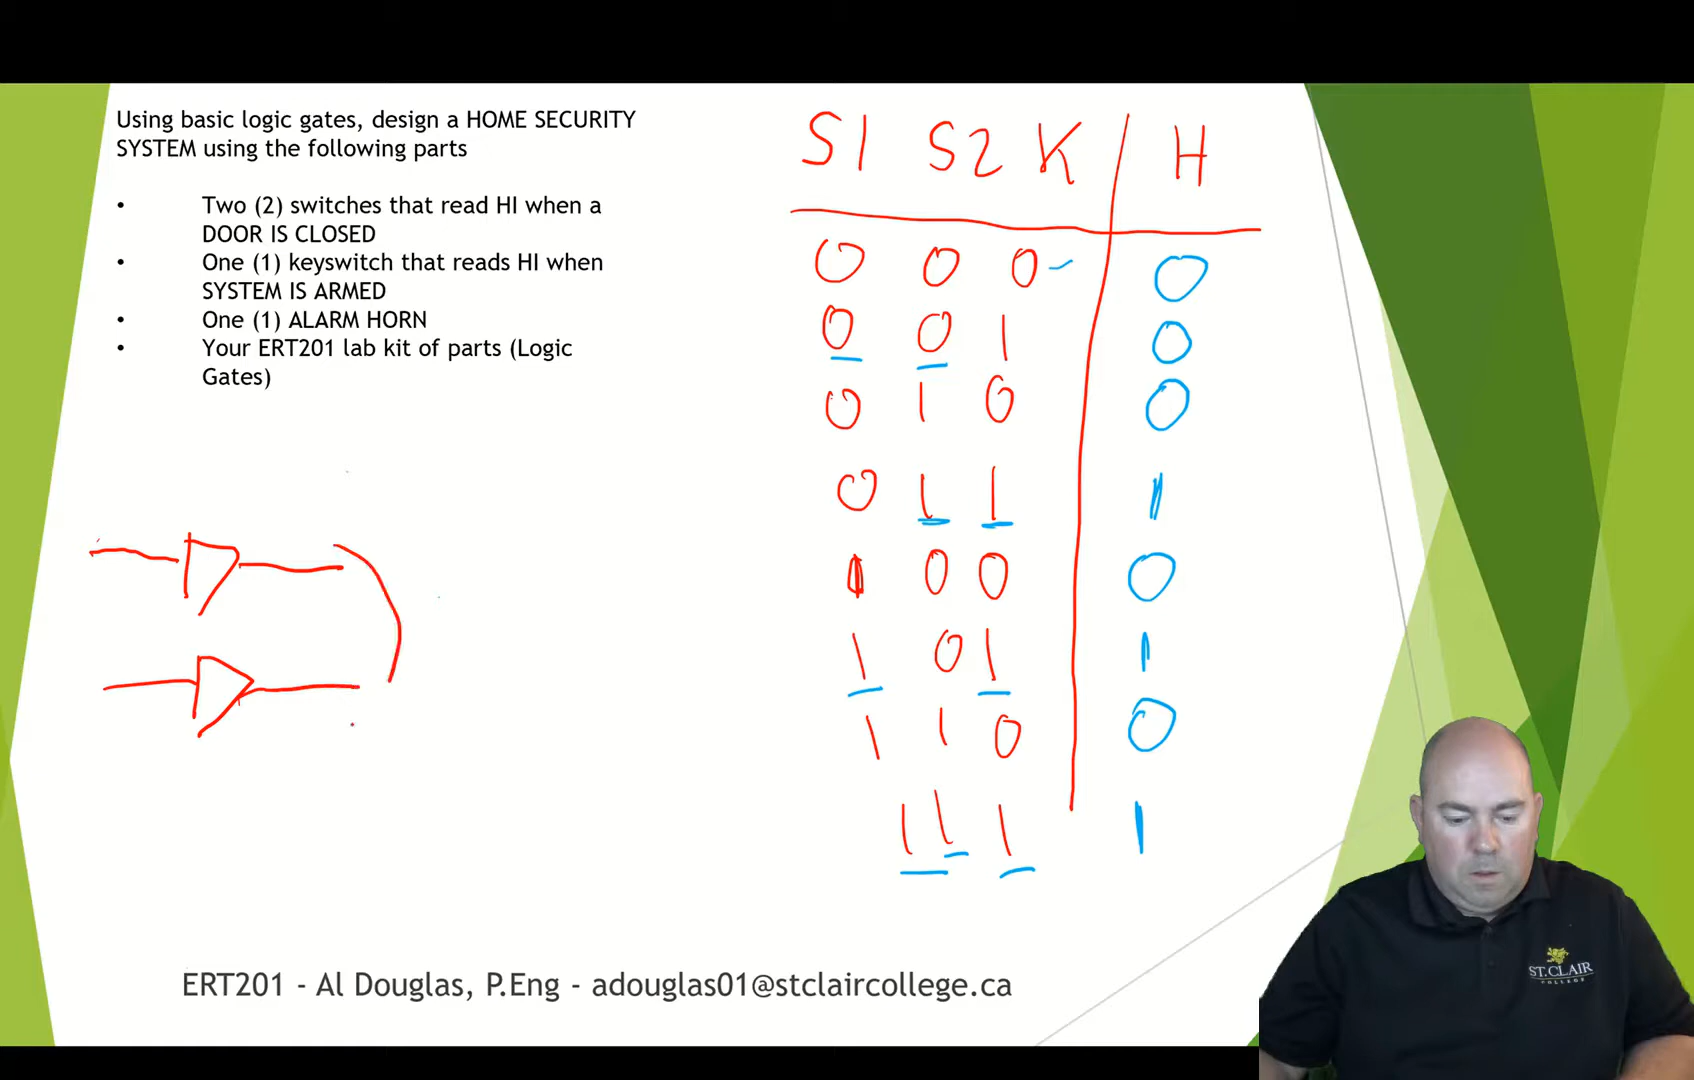 Using basic logic gates, design a HOME SECURITY
SYSTEM using the following parts
• Two (2) switches that read HI when a
DOOR IS CLOSED
• One (1) keyswitch that reads HI when
SYSTEM IS ARMED
• One (1) ALARM HORN
• Your ERT201 lab kit of parts (Logic
Gates)
S1 S2 K H
0 0 0 0
0 0 1 0
0 1 0 0
0 1 1 1
1 0 0 0
1 0 1 1
1 1 0 0
1 1 1 1
ERT201 - Al Douglas, P.Eng - adouglas01@stclaircollege.ca
ST.CLAIR
COLLEGE